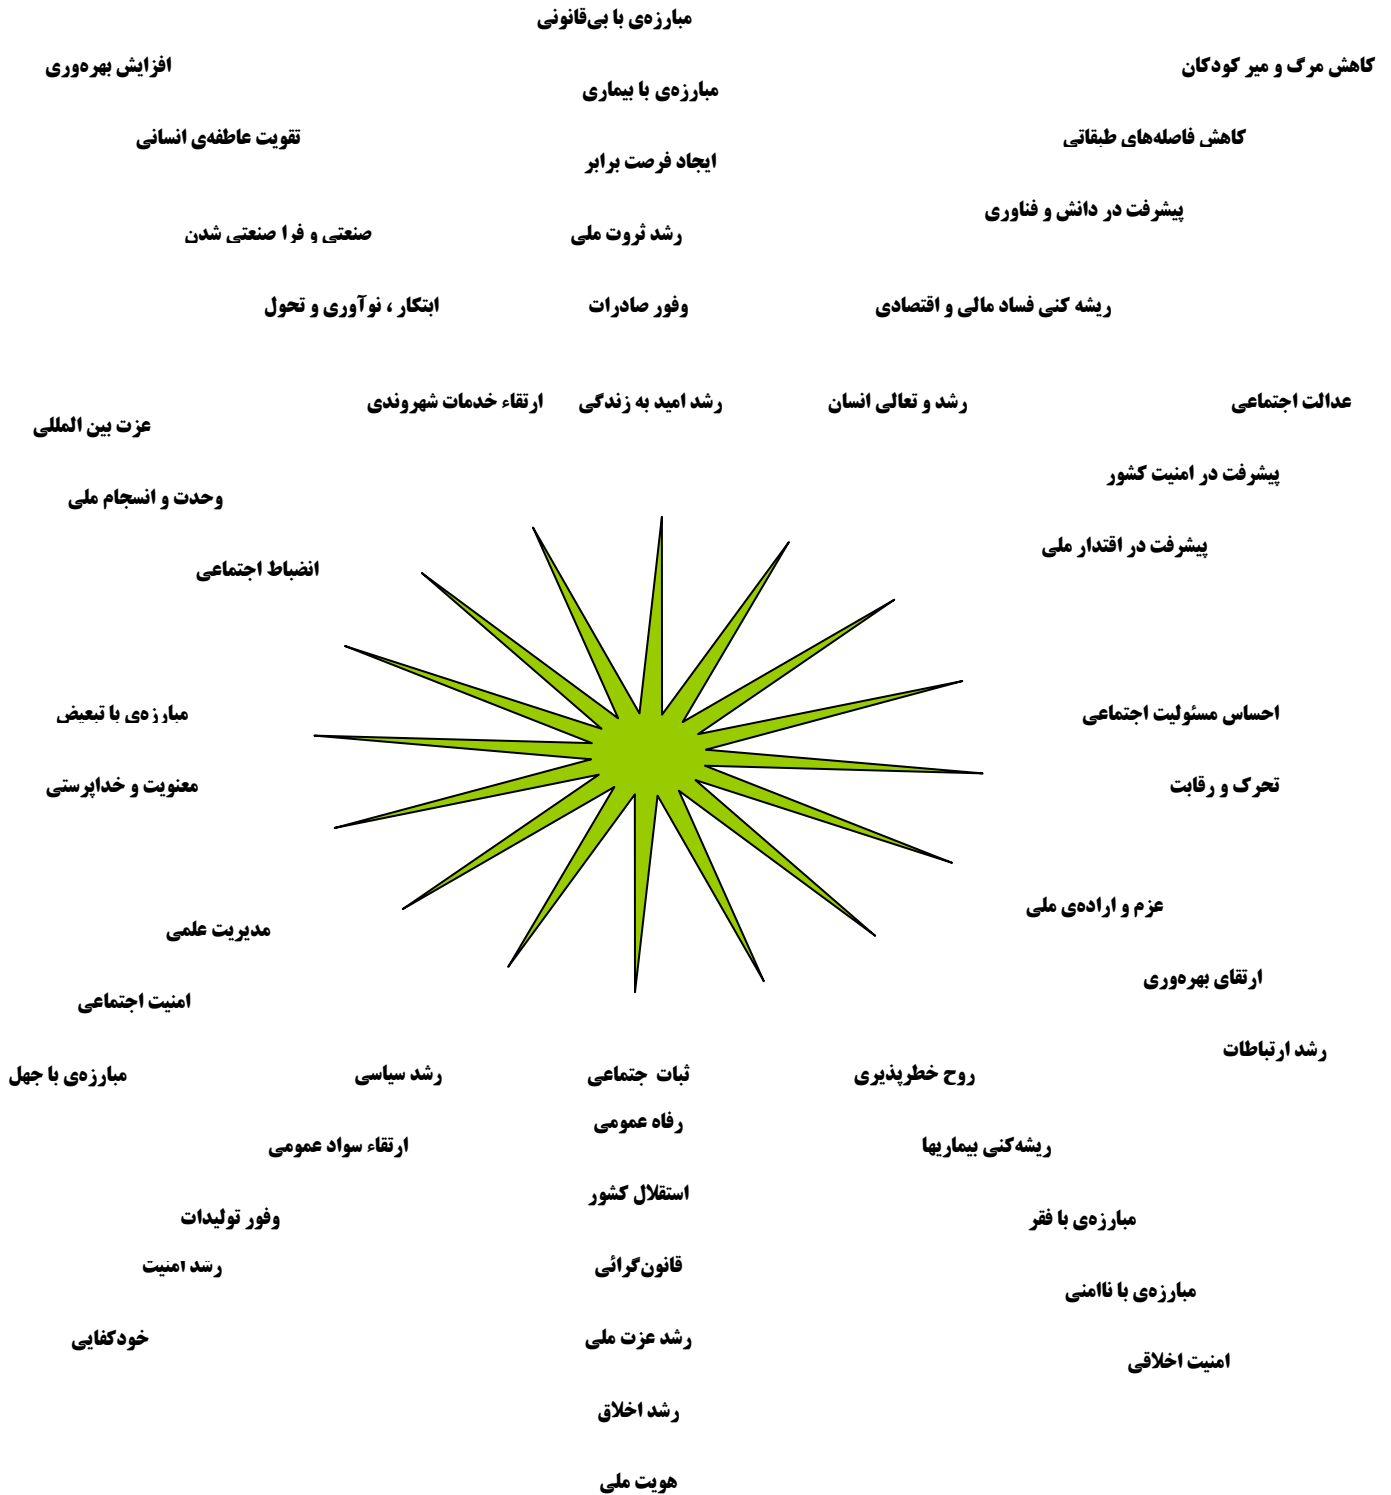 مبارزه‌ی با بی‌قانونی
کاهش مرگ و میر کودکان
افزایش بهره‌وری
مبارزه‌ی با بیماری
کاهش فاصله‌های طبقاتی
تقویت عاطفه‌ی انسانی
ایجاد فرصت برابر
پیشرفت در دانش و فناوری
رشد ثروت ملی
صنعتی و فرا صنعتی شدن
ریشه کنی فساد مالی و اقتصادی
وفور صادرات
ابتکار ، نوآوری و تحول
عدالت اجتماعی
رشد و تعالی انسان
رشد امید به زندگی
ارتقاء خدمات شهروندی
عزت بین المللی
پیشرفت در امنیت کشور
وحدت و انسجام ملی
پیشرفت در اقتدار ملی
انضباط اجتماعی
احساس مسئولیت اجتماعی
مبارزه‌ی با تبعیض
تحرک و رقابت
معنویت و خداپرستی
عزم و اراده‌ی ملی
مدیریت علمی
ارتقای بهره‌وری
امنیت اجتماعی
رشد ارتباطات
روح خطرپذیری
ثبات جتماعی
رشد سیاسی
مبارزه‌ی با جهل
رفاه عمومی
ریشه‌کنی بیماریها
ارتقاء سواد عمومی
استقلال کشور
مبارزه‌ی با فقر
وفور تولیدات
قانون‌گرائی
رشد امنیت
مبارزه‌ی با ناامنی
رشد عزت ملی
خودکفایی
امنیت اخلاقی
رشد اخلاق
هویت ملی